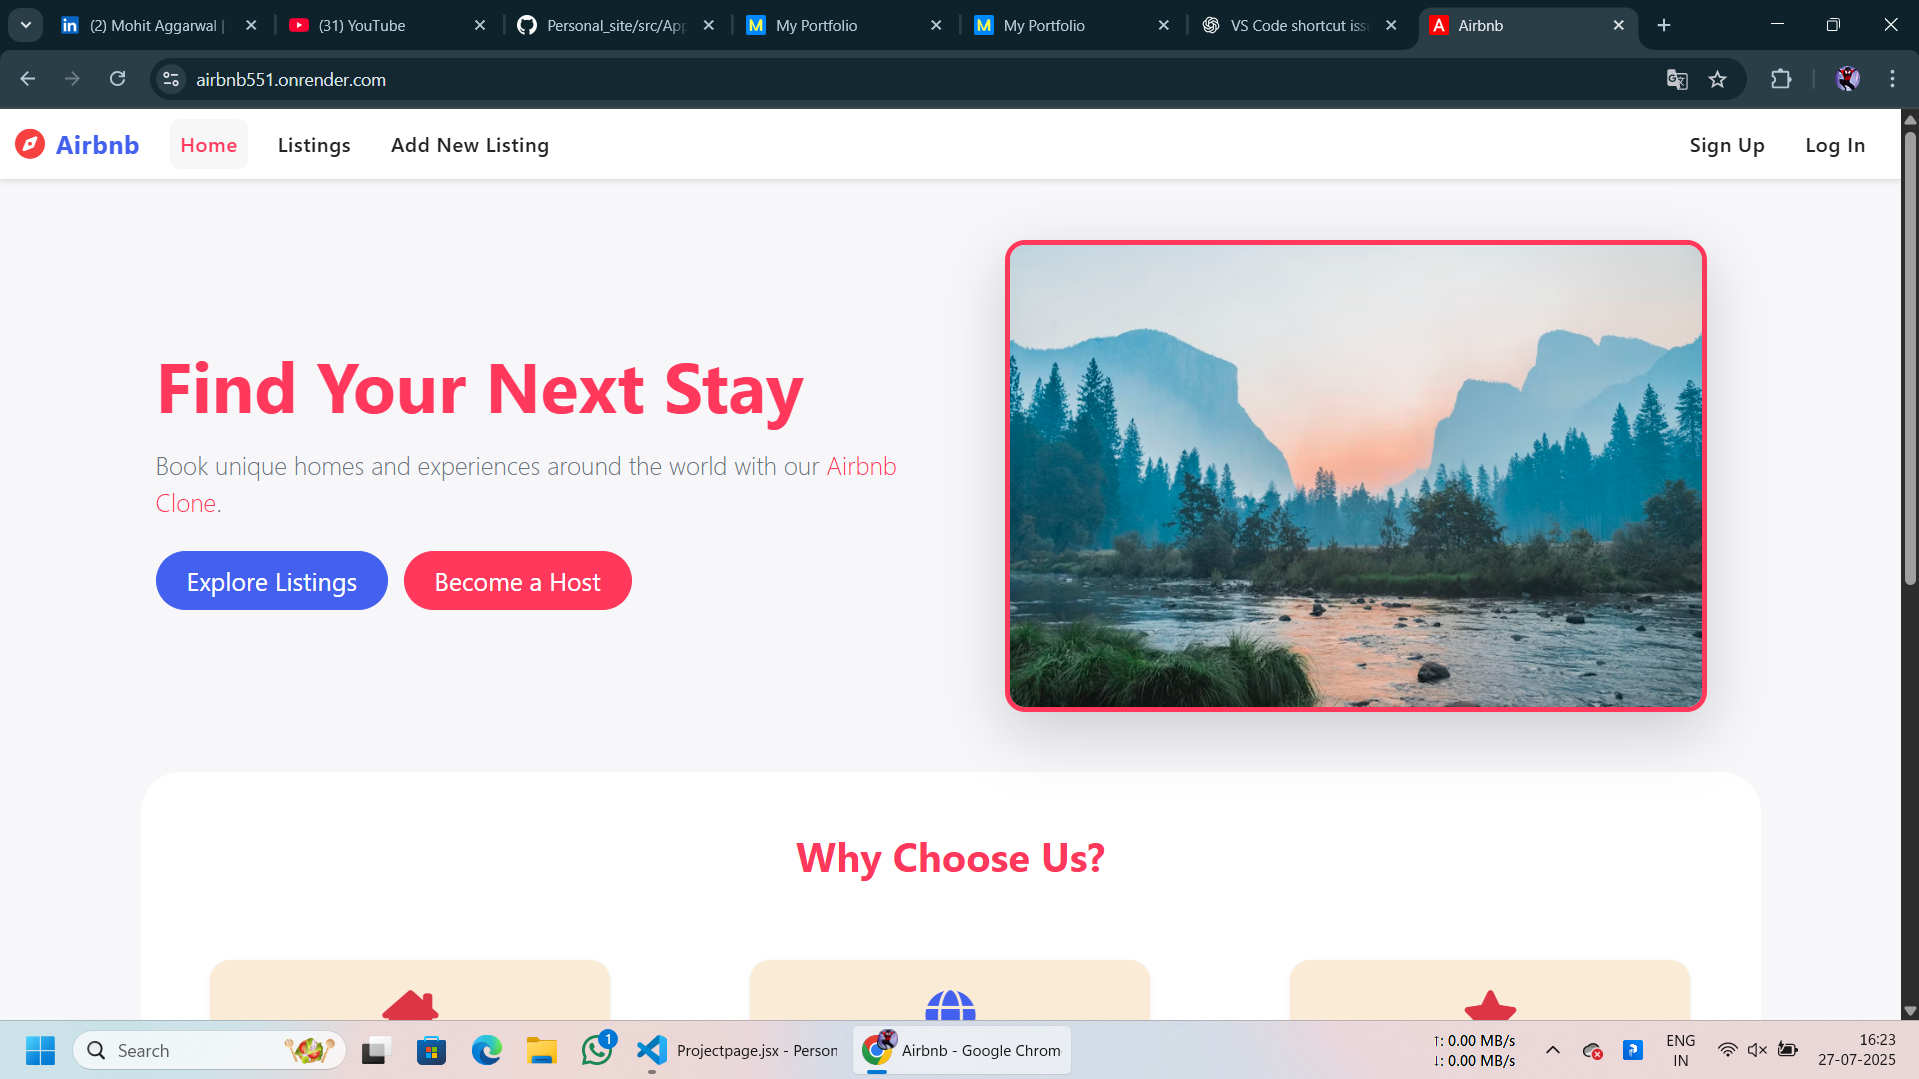 (2) Mohit Aggarwal |
(31) YouTube
Personal_site/src/App
My Portfolio
My Portfolio
VS Code shortcut iss
Airbnb
airbnb551.onrender.com
Airbnb
Home
Listings
Add New Listing
Sign Up
Log In
Find Your Next Stay
Book unique homes and experiences around the world with our Airbnb
Clone.
Explore Listings
Become a Host
Why Choose Us?
Search
1
Projectpage.jsx - Person
Airbnb - Google Chrom
↑: 0.00 MB/s
↓: 0.00 MB/s
ENG
IN
16:23
27-07-2025